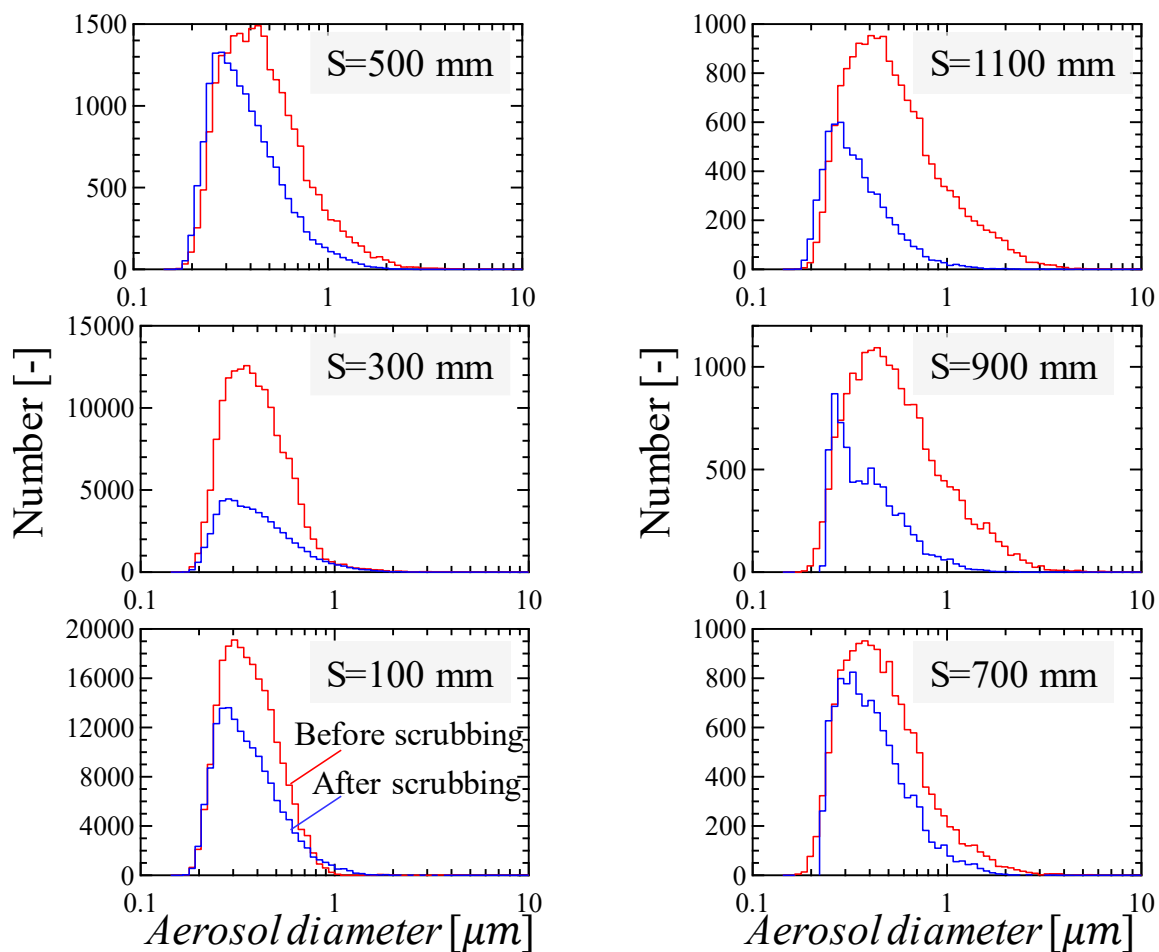 1500
1000
500
0
S=500 mm
0.1 1 10
1000
800
600
400
200
0
S=1100 mm
0.1 1 10
Number [-]
15000
10000
5000
0
S=300 mm
0.1 1 10
Number [-]
1000
500
0
S=900 mm
0.1 1 10
20000
16000
12000
8000
4000
0
S=100 mm
Before scrubbing
After scrubbing
0.1 1 10
Aerosol diameter [μm]
1000
800
600
400
200
0
S=700 mm
0.1 1 10
Aerosol diameter [μm]